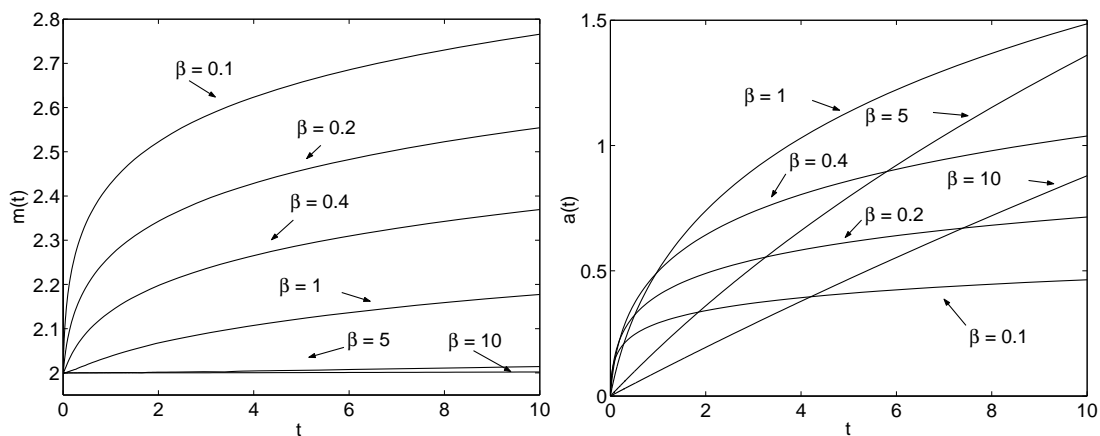 2.8
2.7
2.6
2.5
2.4
2.3
2.2
2.1
2
m(t)
β = 0.1
β = 0.2
β = 0.4
β = 1
β = 5
β = 10
0
2
4
6
8
10
t
1.5
1
0.5
0
a(t)
β = 1
β = 5
β = 0.4
β = 10
β = 0.2
β = 0.1
0
2
4
6
8
10
t